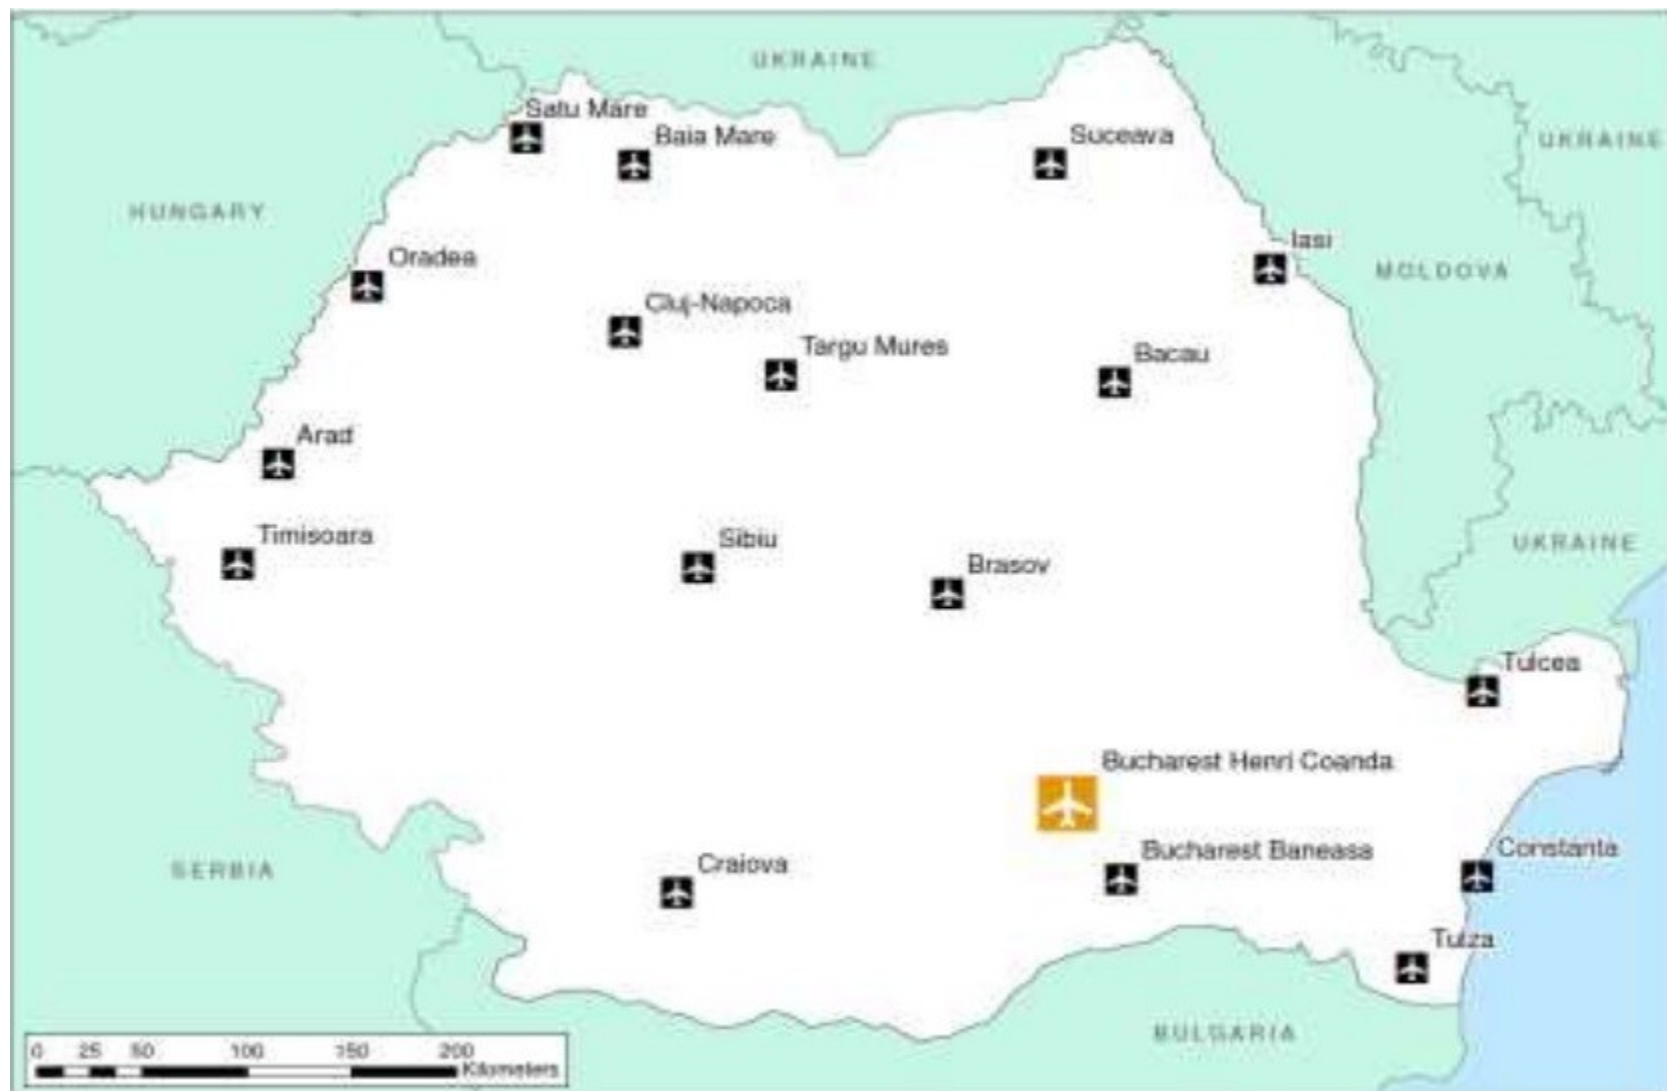 UKRAINE
Satu Mare
Baia Mare
Suceava
UKRAINE
HUNGARY
Iasi
Oradea
MOLDOVA
Cluj-Napoca
Targu Mures
Bacau
Arad
Timisoara
Sibiu
UKRAINE
Brasov
Tulcea
Bucharest Henri Coanda
SERBIA
Craiova
Bucharest Baneasa
Constanta
Tulza
BULGARIA
0 25 50 100 150 200
Kilometers